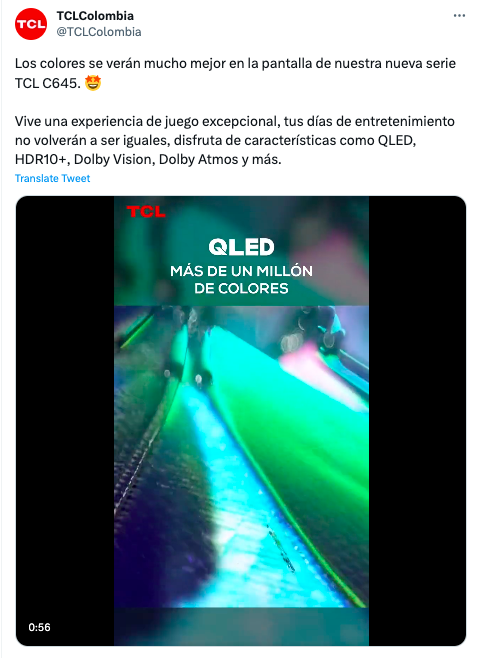 TCL
TCLColombia
@TCLColombia
Los colores se verán mucho mejor en la pantalla de nuestra nueva serie
TCL C645. 🤩
Vive una experiencia de juego excepcional, tus días de entretenimiento
no volverán a ser iguales, disfruta de características como QLED,
HDR10+, Dolby Vision, Dolby Atmos y más.
Translate Tweet
TCL
QLED
MÁS DE UN MILLÓN
DE COLORES
0:56